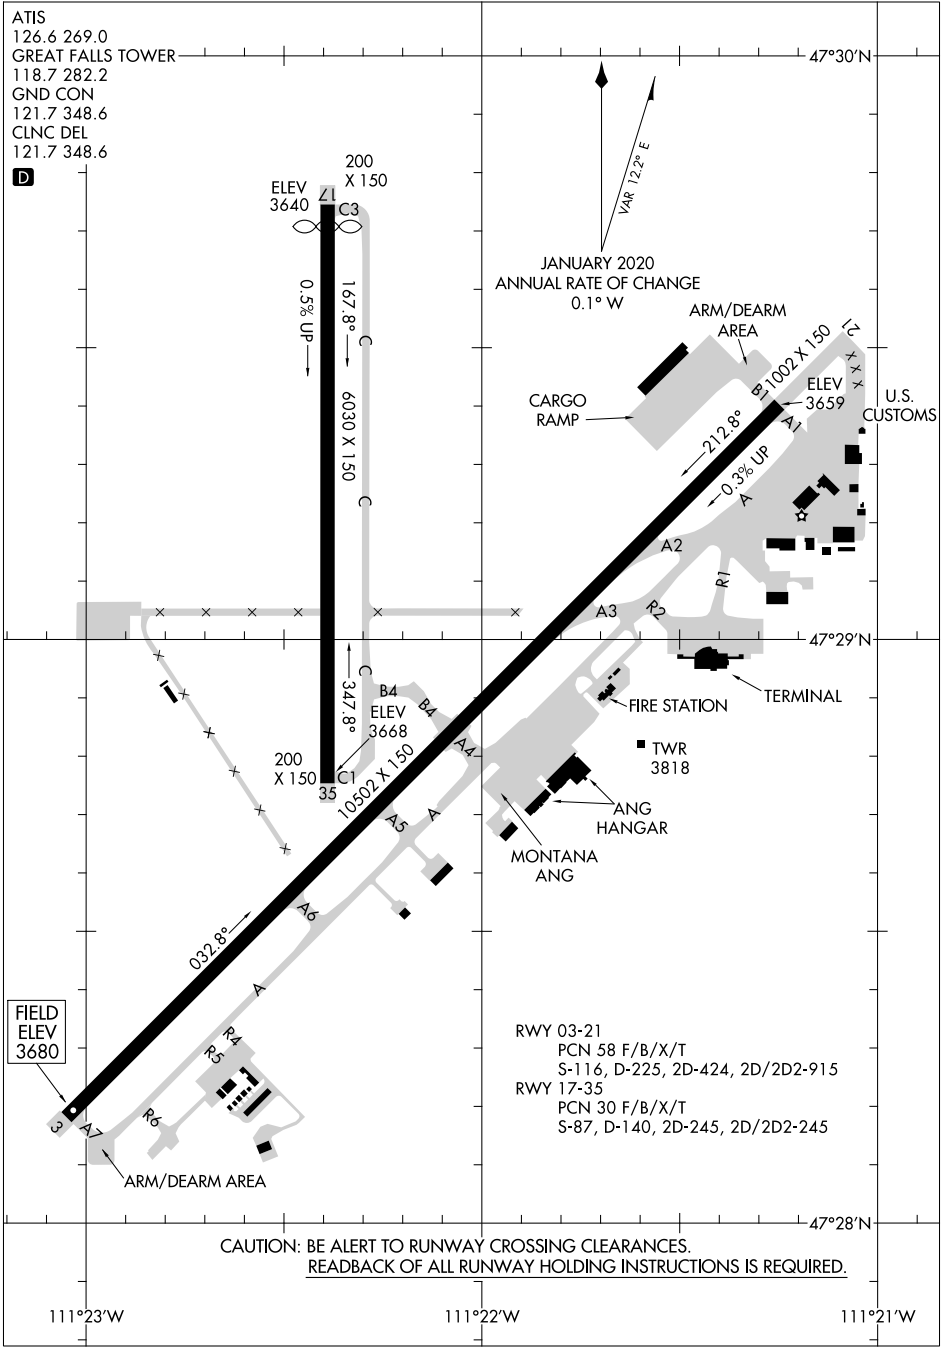 ATIS
126.6 269.0
GREAT FALLS TOWER
118.7 282.2
GND CON
121.7 348.6
CLNC DEL
121.7 348.6
D
47°30'N
VAR 12.2° E
JANUARY 2020
ANNUAL RATE OF CHANGE
0.1° W
200
X 150
ELEV
3640
17
C3
0.5% UP
167.8°
6030 X 150
C
C
C
347.8°
ELEV
3668
200
X 150
C1
35
ARM/DEARM
AREA
CARGO
RAMP
21
1002 X 150
B1
ELEV
3659
A1
U.S.
CUSTOMS
212.8°
0.3% UP
A
A2
R1
A3
R2
47°29'N
TERMINAL
FIRE STATION
TWR
3818
ANG
HANGAR
MONTANA
ANG
B4
B4
A4
10502 X 150
A5
A
A6
032.8°
A
FIELD
ELEV
3680
R4
R5
R6
3
A7
ARM/DEARM AREA
RWY 03-21
PCN 58 F/B/X/T
S-116, D-225, 2D-424, 2D/2D2-915
RWY 17-35
PCN 30 F/B/X/T
S-87, D-140, 2D-245, 2D/2D2-245
47°28'N
CAUTION: BE ALERT TO RUNWAY CROSSING CLEARANCES.
READBACK OF ALL RUNWAY HOLDING INSTRUCTIONS IS REQUIRED.
111°23'W
111°22'W
111°21'W